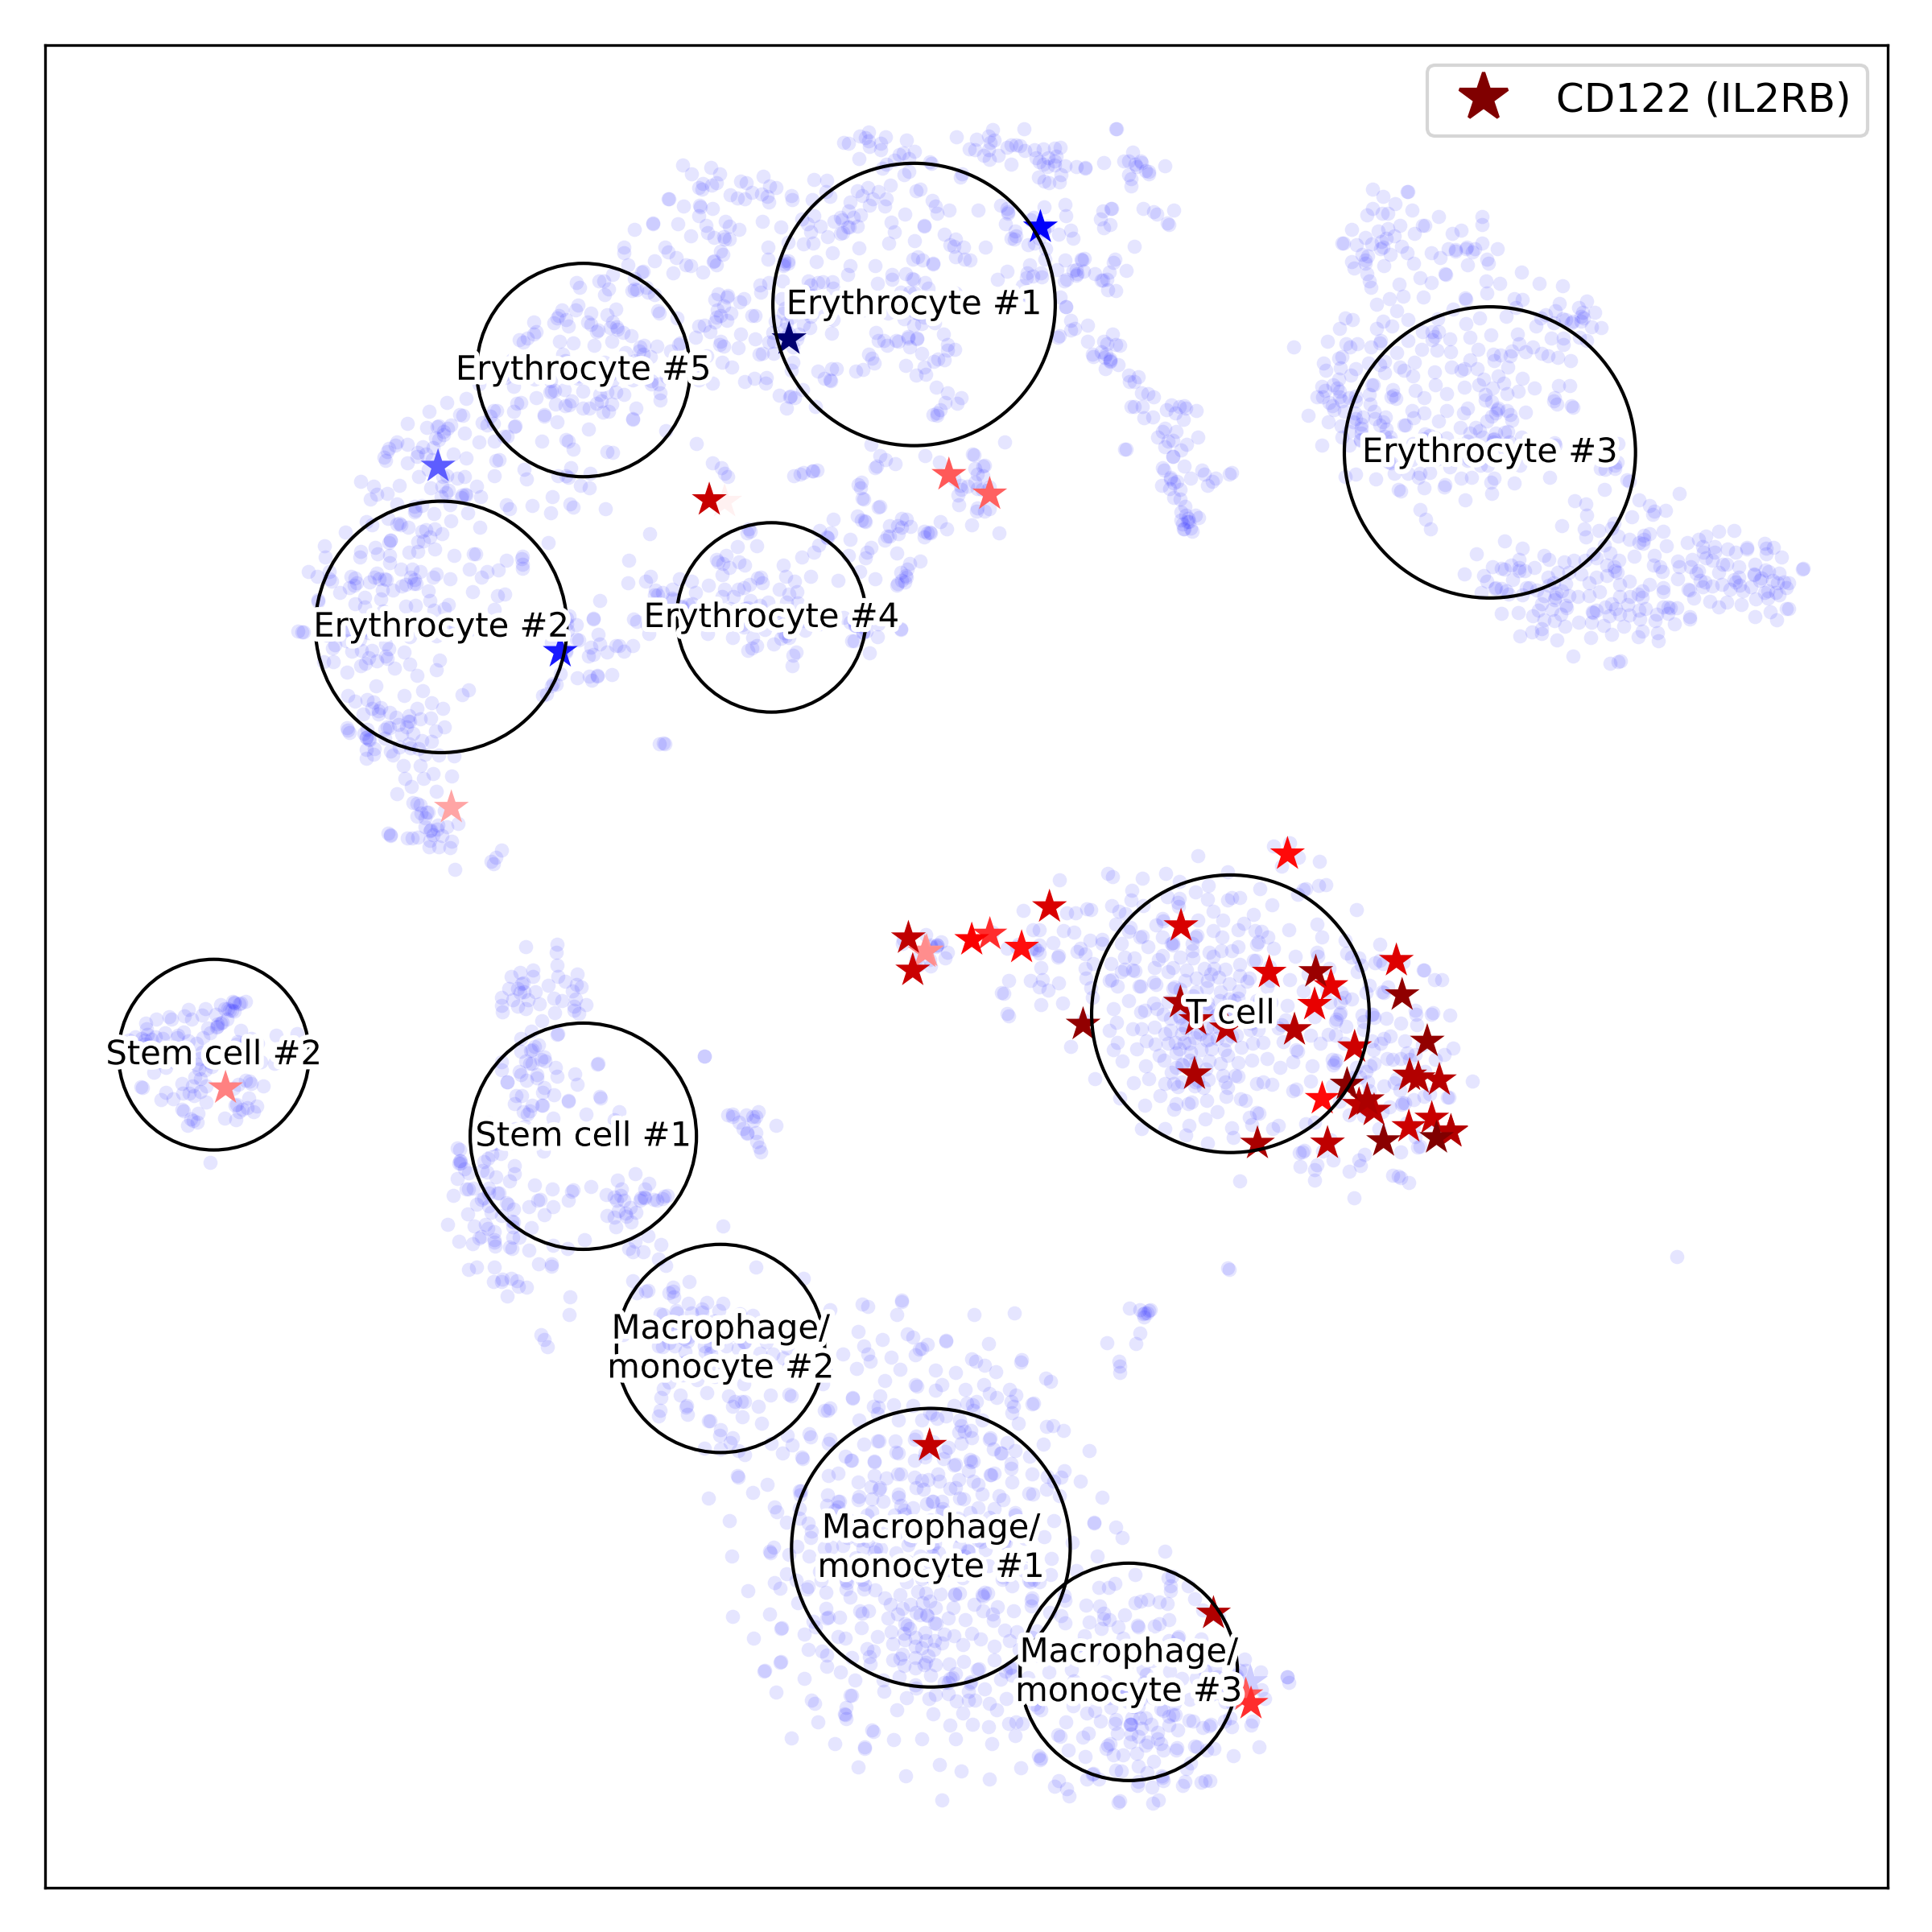 CD122 (IL2RB)
Erythrocyte #1
Erythrocyte #5
Erythrocyte #3
Erythrocyte #4
Erythrocyte #2
T cell
Stem cell #2
Stem cell #1
Macrophage/
monocyte #2
Macrophage/
monocyte #1
Macrophage/
monocyte #3